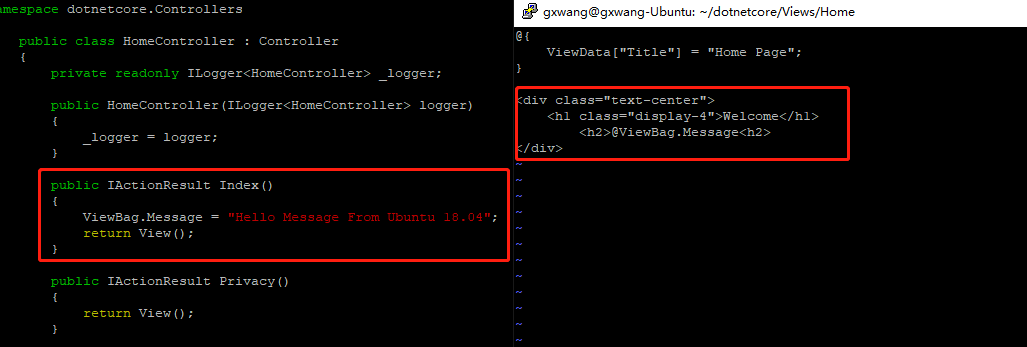 namespace dotnetcore.Controllers
public class HomeController : Controller
{
private readonly ILogger<HomeController> _logger;
public HomeController(ILogger<HomeController> logger)
{
_logger = logger;
}
public IActionResult Index()
{
ViewBag.Message = "Hello Message From Ubuntu 18.04";
return View();
}
public IActionResult Privacy()
{
return View();
}
gxwang@gxwang-Ubuntu: ~/dotnetcore/Views/Home
@{
ViewData["Title"] = "Home Page";
}
<div class="text-center">
<h1 class="display-4">Welcome</h1>
<h2>@ViewBag.Message<h2>
</div>
~
~
~
~
~
~
~
~
~
~
~
~